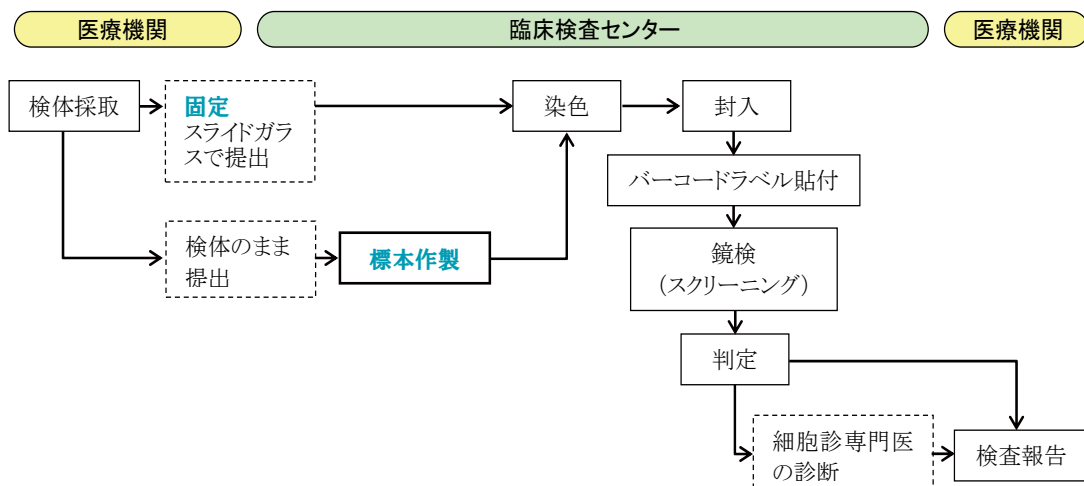 医療機関
臨床検査センター
医療機関
検体採取
固定
スライドガラ
スで提出
染色
封入
バーコードラベル貼付
検体のまま
提出
標本作製
鏡検
（スクリーニング）
判定
細胞診専門医
の診断
検査報告